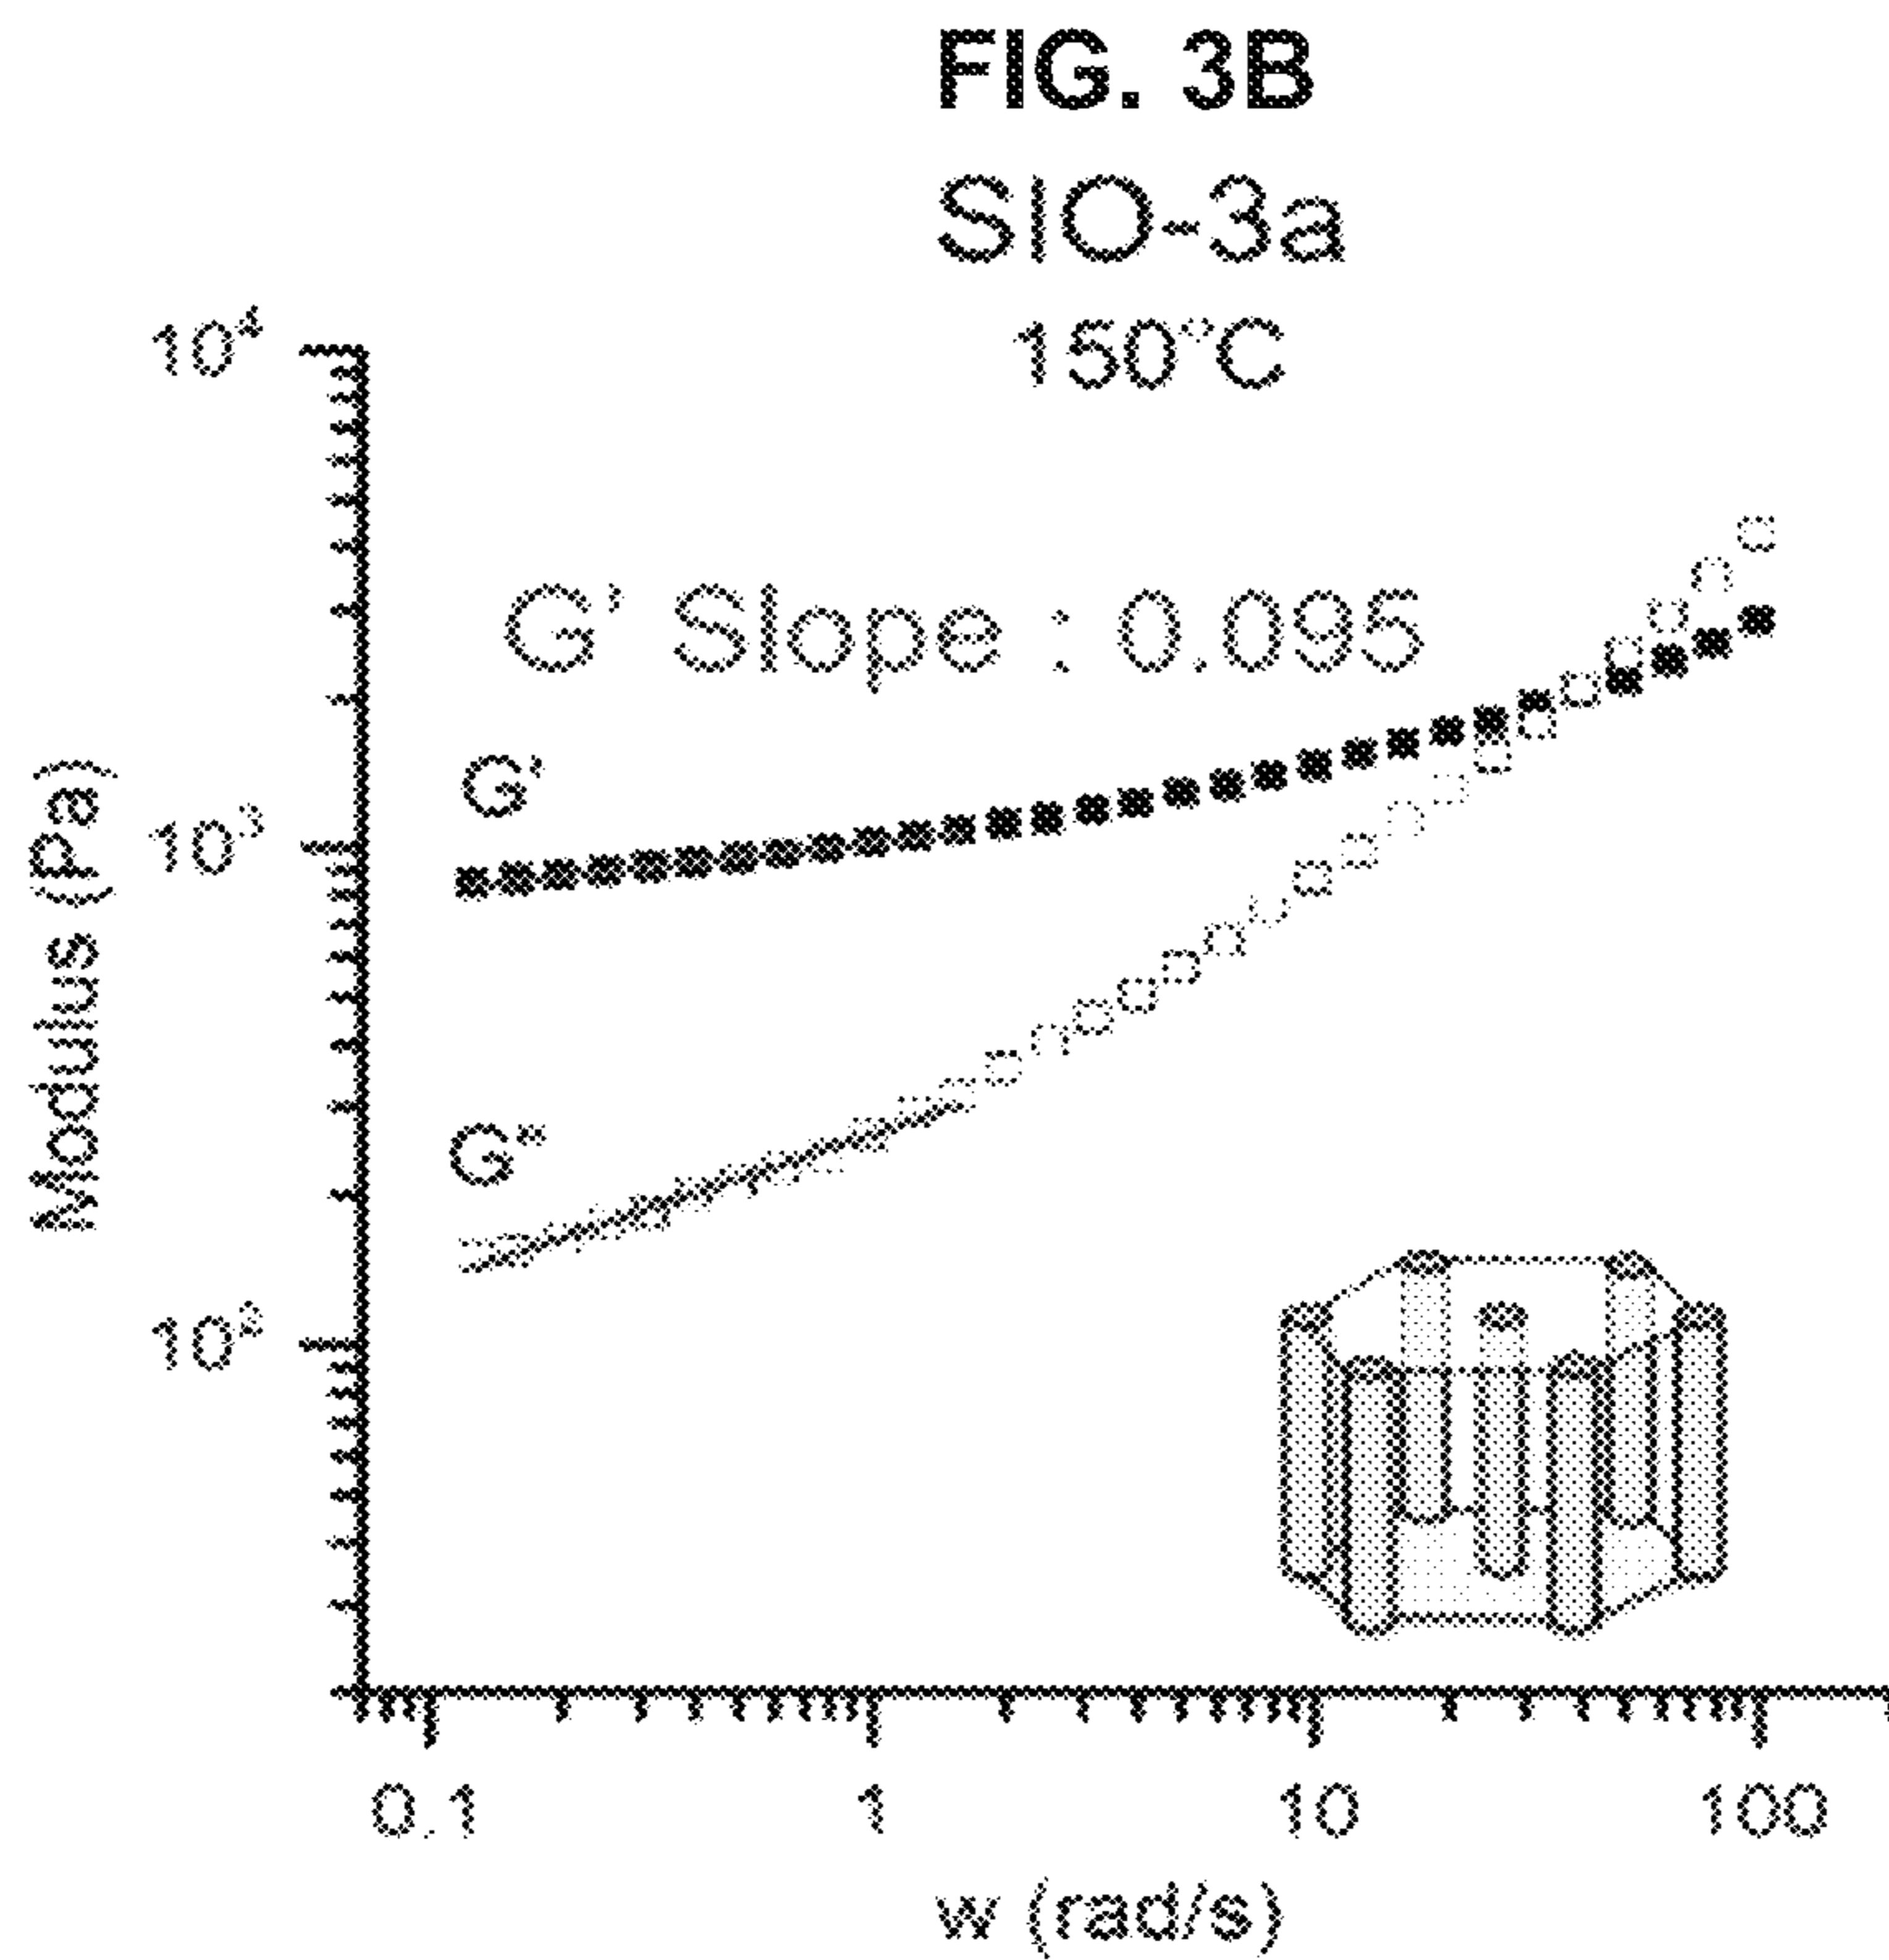 FIG. 3B
SIO-3a
150°C
10⁴
G' Slope : 0.095
G'
10³
Modulus (Pa)
G"
10²
0.1 1 10 100
w (rad/s)